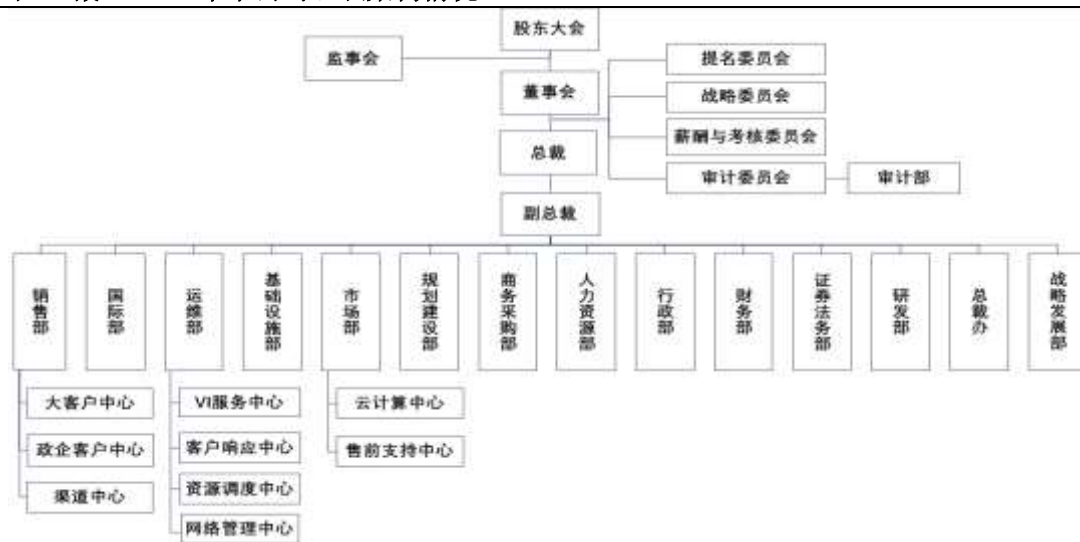 股东大会
监事会
提名委员会
董事会
战略委员会
薪酬与考核委员会
总裁
审计委员会
审计部
副总裁
销售部
国际部
运维部
基础设施部
市场部
规划建设部
商务采购部
人力资源部
行政部
财务部
证券法务部
研发部
总裁办
战略发展部
大客户中心
VI服务中心
云计算中心
政企客户中心
客户响应中心
售前支持中心
渠道中心
资源调度中心
网络管理中心